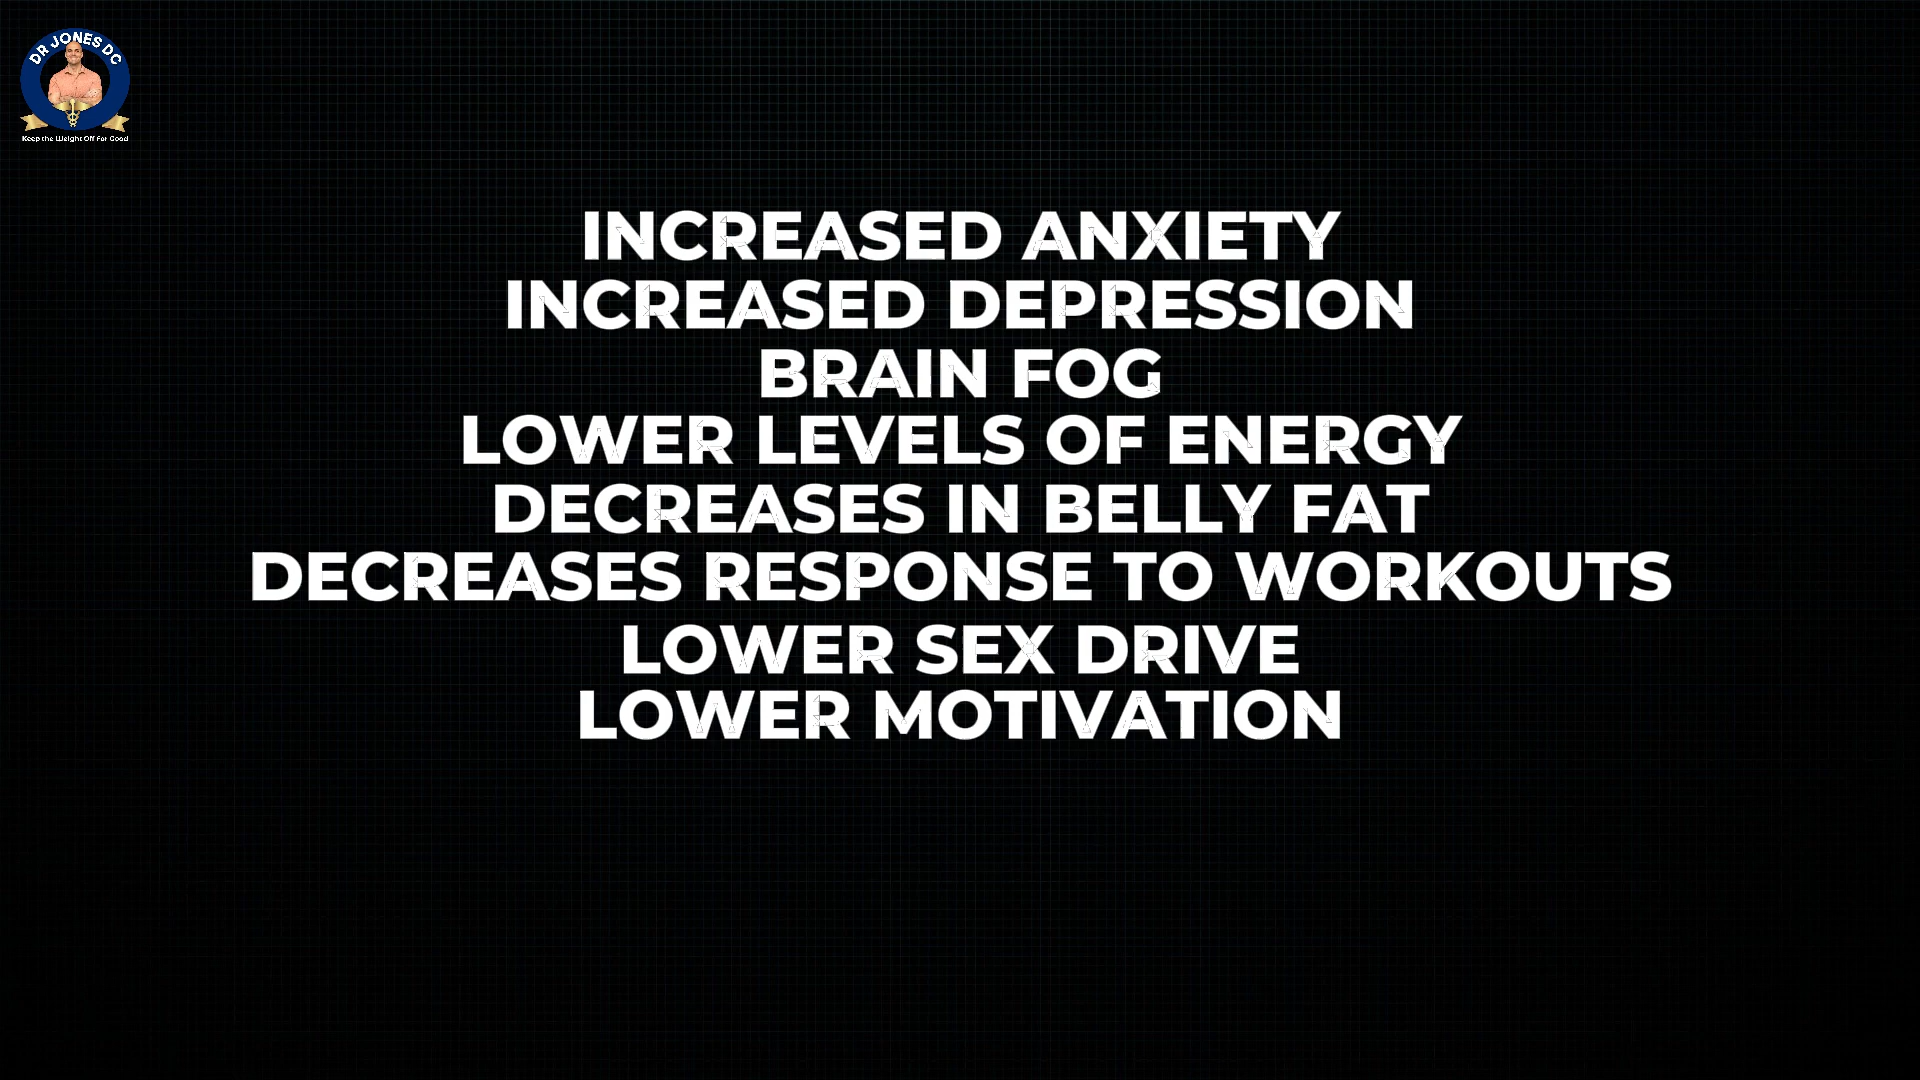 DR JONES DC
Keep the Weight Off For Good
INCREASED ANXIETY
INCREASED DEPRESSION
BRAIN FOG
LOWER LEVELS OF ENERGY
DECREASES IN BELLY FAT
DECREASES RESPONSE TO WORKOUTS
LOWER SEX DRIVE
LOWER MOTIVATION